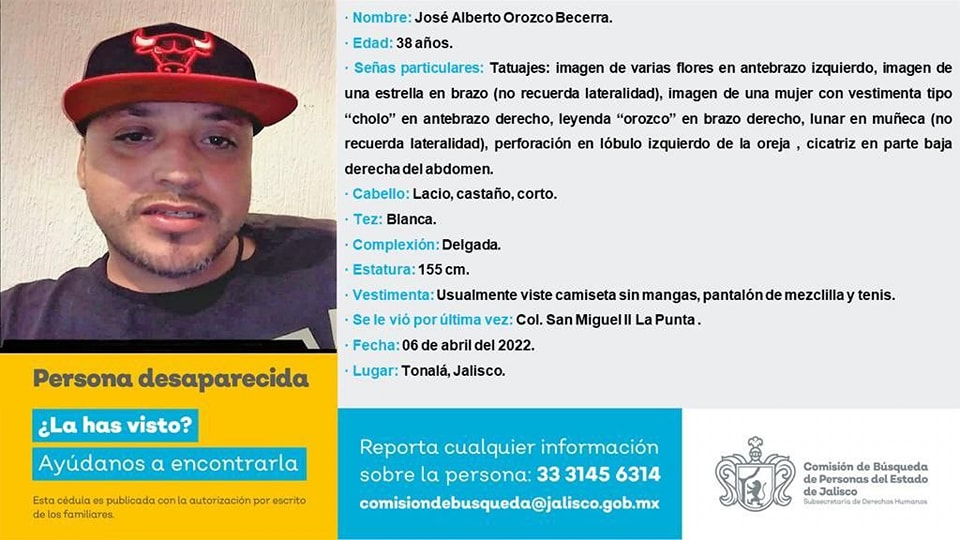 · Nombre: José Alberto Orozco Becerra.
· Edad: 38 años.
· Señas particulares: Tatuajes: imagen de varias flores en antebrazo izquierdo, imagen de
una estrella en brazo (no recuerda lateralidad), imagen de una mujer con vestimenta tipo
“cholo” en antebrazo derecho, leyenda “orozco” en brazo derecho, lunar en muñeca (no
recuerda lateralidad), perforación en lóbulo izquierdo de la oreja , cicatriz en parte baja
derecha del abdomen.
· Cabello: Lacio, castaño, corto.
· Tez: Blanca.
· Complexión: Delgada.
· Estatura: 155 cm.
· Vestimenta: Usualmente viste camiseta sin mangas, pantalón de mezclilla y tenis.
· Se le vió por última vez: Col. San Miguel II La Punta .
· Fecha: 06 de abril del 2022.
· Lugar: Tonalá, Jalisco.
Persona desaparecida
¿La has visto?
Ayúdanos a encontrarla
Esta cédula es publicada con la autorización por escrito
de los familiares.
Reporta cualquier información
sobre la persona: 33 3145 6314
comisiondebusqueda@jalisco.gob.mx
Comisión de Búsqueda
de Personas del Estado
de Jalisco
Subsecretaría de Derechos Humanos